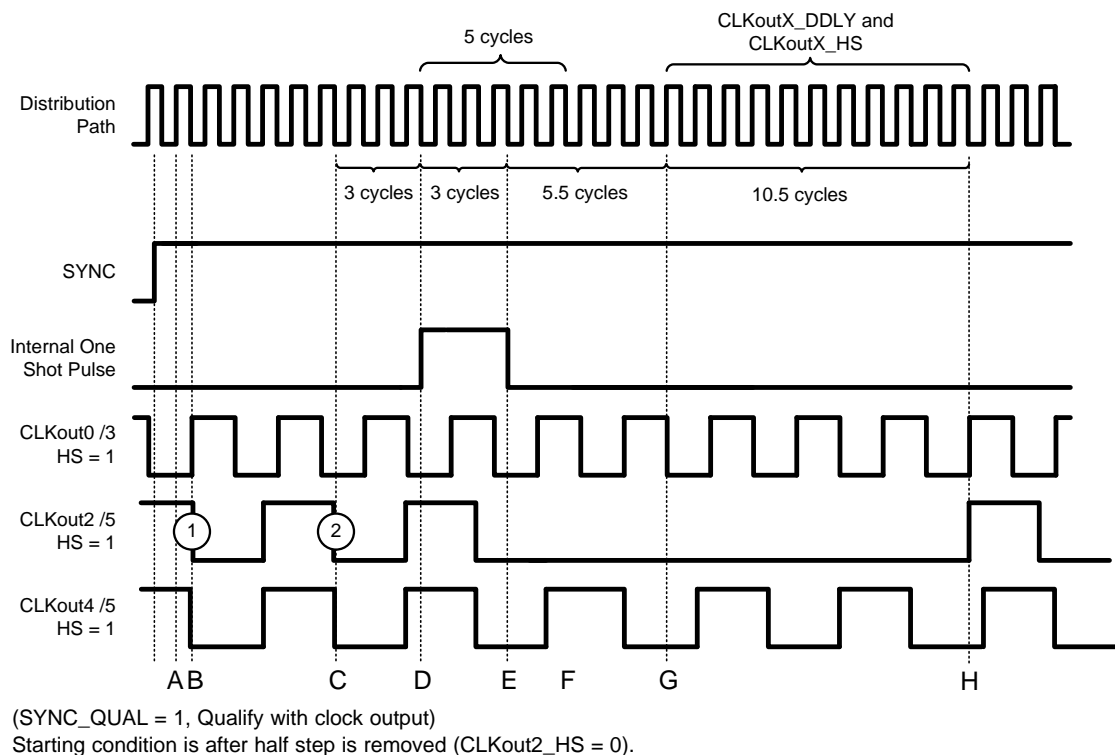 CLKoutX_DDLY and
CLKoutX_HS
5 cycles
Distribution
Path
3 cycles
3 cycles
5.5 cycles
10.5 cycles
SYNC
Internal One
Shot Pulse
CLKout0 /3
HS = 1
CLKout2 /5
HS = 1
1
2
CLKout4 /5
HS = 1
A B C D E F G H
(SYNC_QUAL = 1, Qualify with clock output)
Starting condition is after half step is removed (CLKout2_HS = 0).